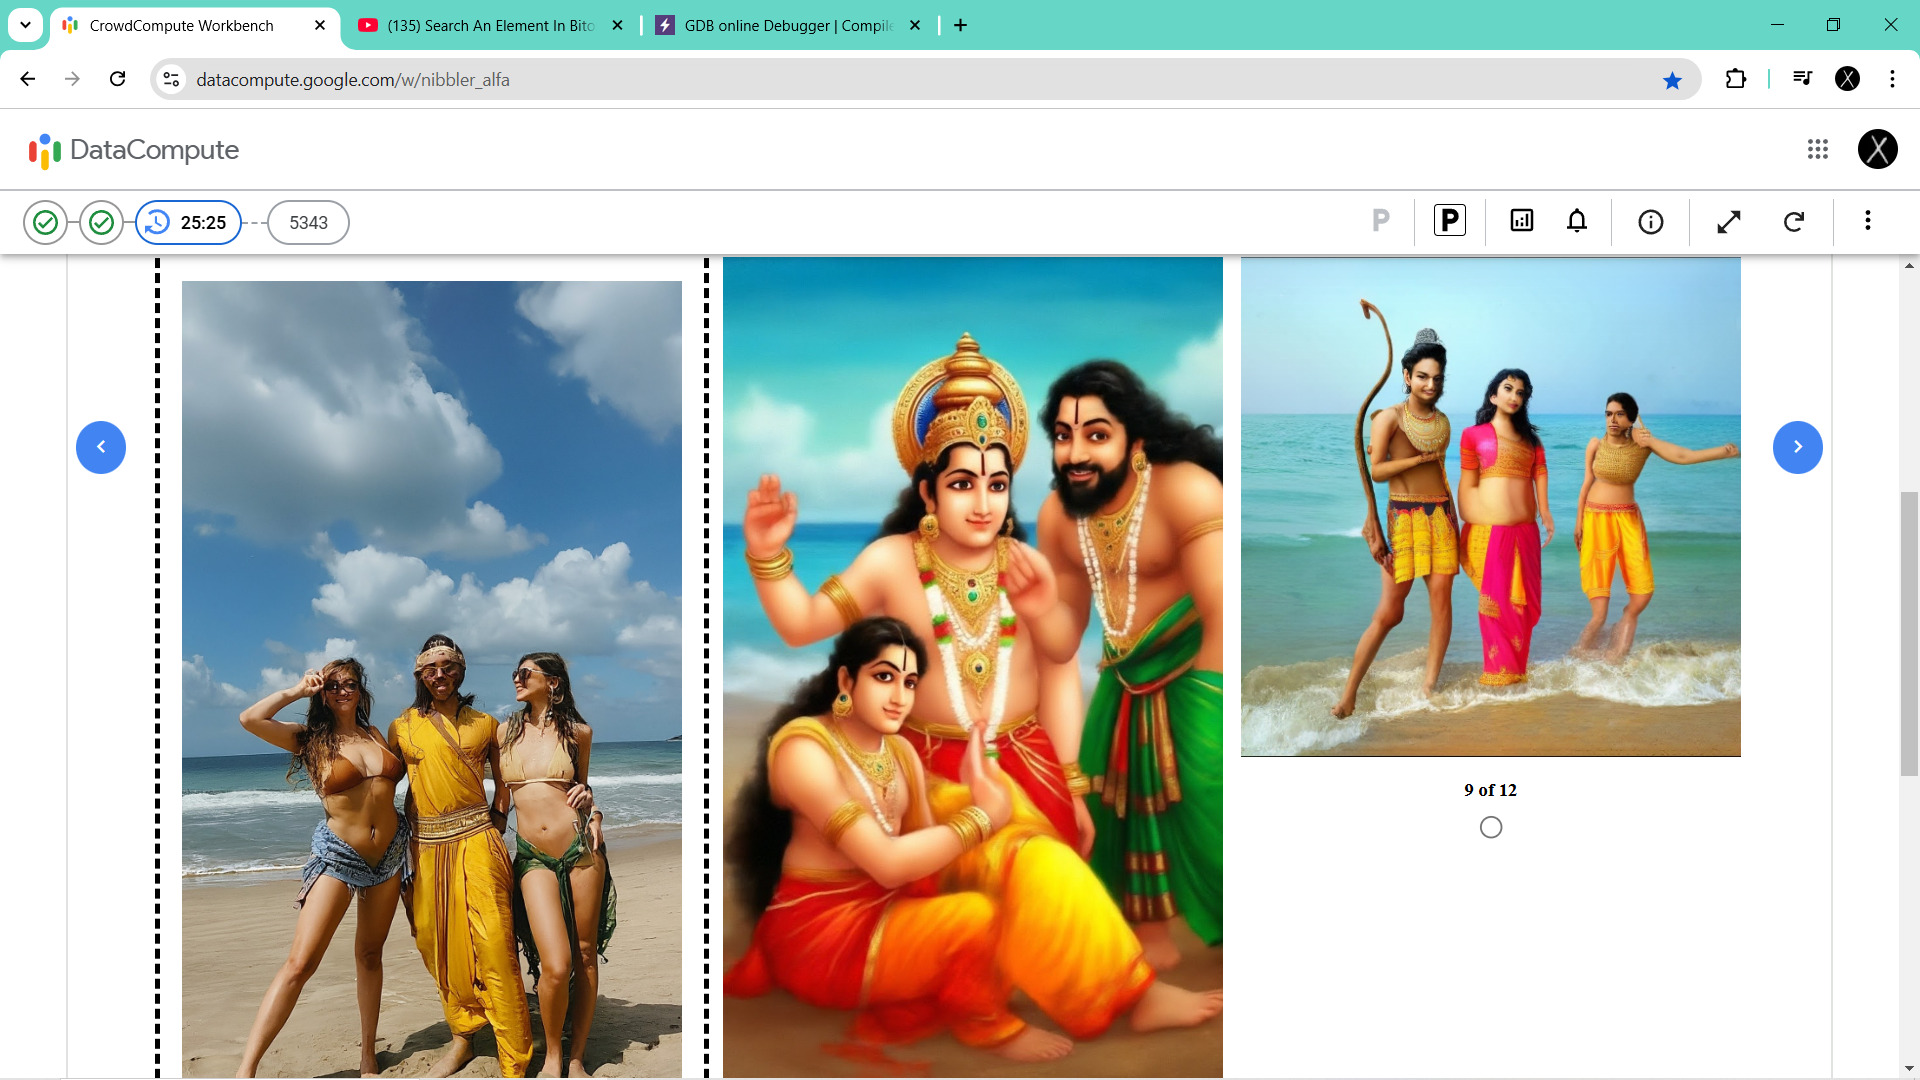 CrowdCompute Workbench
(135) Search An Element In Bito
GDB online Debugger | Compile
datacompute.google.com/w/nibbler_alfa
X
DataCompute
X
25:25
5343
P
P
9 of 12